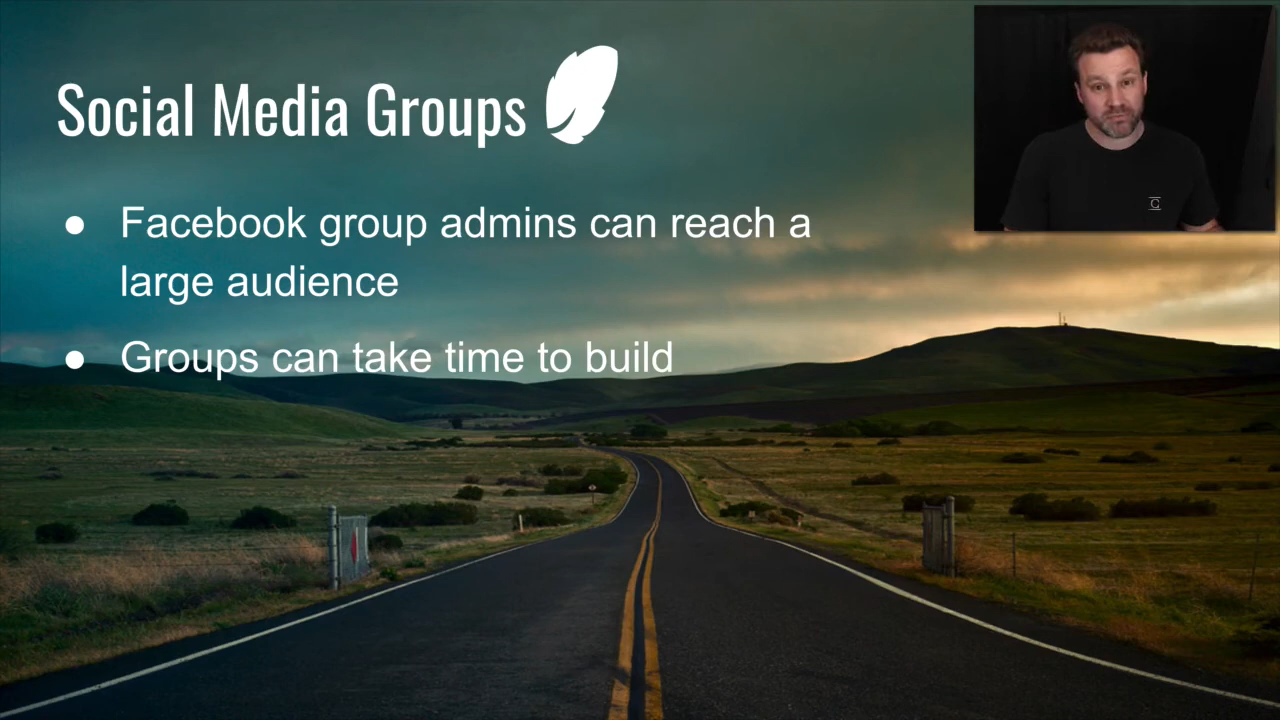 Social Media Groups
● Facebook group admins can reach a
large audience
● Groups can take time to build
C